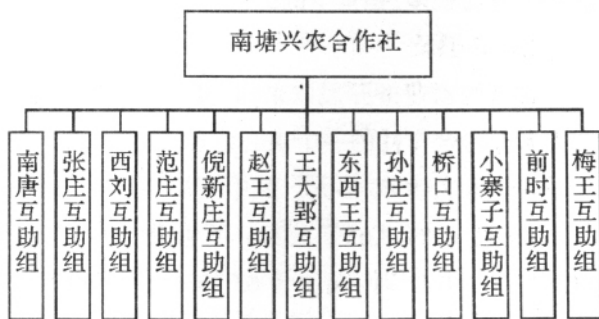 南塘兴农合作社
南唐互助组
张庄互助组
西刘互助组
范庄互助组
倪新庄互助组
赵王互助组
王大郢互助组
东西王互助组
孙庄互助组
桥口互助组
小寨子互助组
前时互助组
梅王互助组